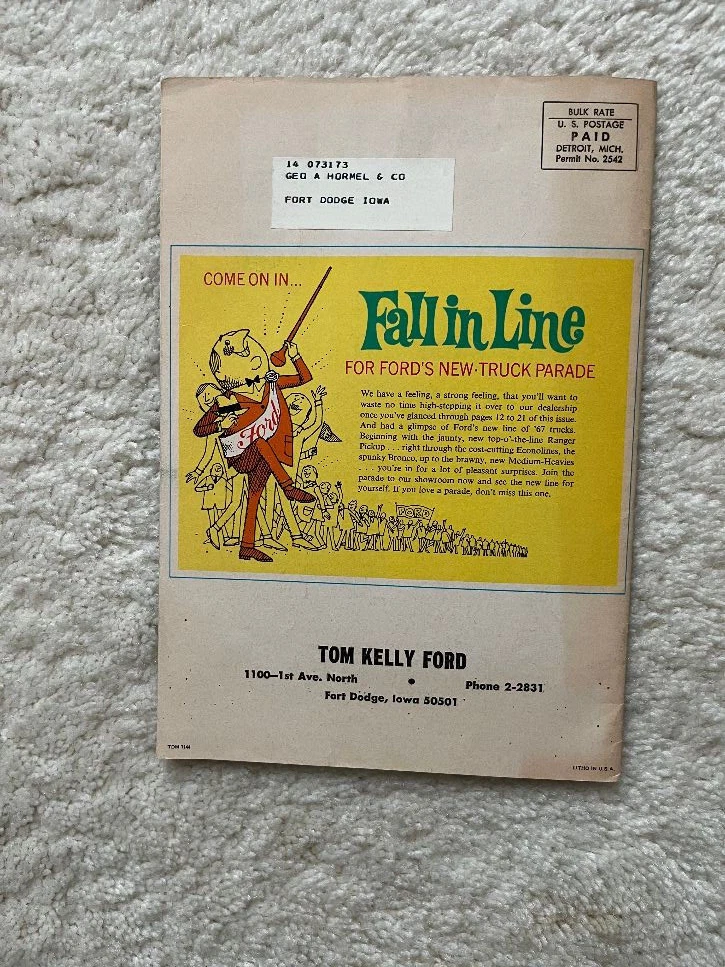 BULK RATE
U. S. POSTAGE
PAID
DETROIT, MICH.
Permit No. 2542
14 073173
GEO A HORMEL & CO
FORT DODGE IOWA
COME ON IN...
Fall in Line
FOR FORD'S NEW TRUCK PARADE
We have a feeling, a strong feeling, that you'll want to
waste no time high-stepping it over to our dealership
once you've glanced through pages 12 to 21 of this issue.
And had a glimpse of Ford's new line of '67 trucks.
Beginning with the jaunty, new top-o'-the-line Ranger
Pickup . . . right through the cost-cutting Econolines, the
spunky Bronco, up to the brawny, new Medium-Heavies
. . . you're in for a lot of pleasant surprises. Join the
parade to our showroom now and see the new line for
yourself. If you love a parade, don't miss this one.
Ford
FORD
TOM KELLY FORD
1100—1st Ave. North • Phone 2-2831
Fort Dodge, Iowa 50501
LITHO IN U.S.A.